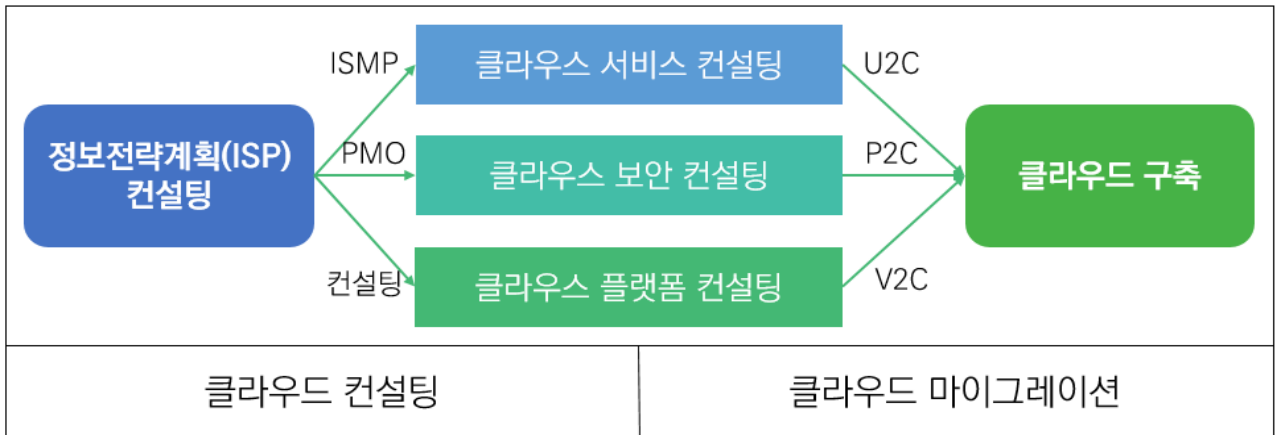 ISMP
클라우스 서비스 컨설팅
U2C
정보전략계획(ISP)
컨설팅
PMO
클라우스 보안 컨설팅
P2C
클라우드 구축
컨설팅
클라우스 플랫폼 컨설팅
V2C
클라우드 컨설팅
클라우드 마이그레이션